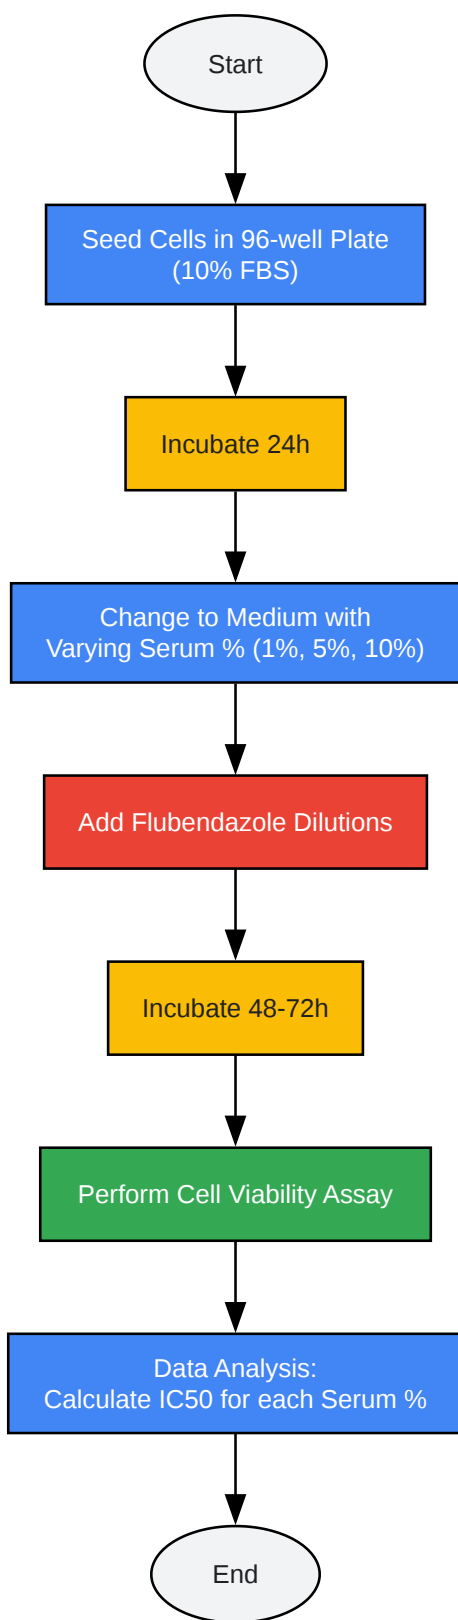 Start
Seed Cells in 96-well Plate
(10% FBS)
Incubate 24h
Change to Medium with
Varying Serum % (1%, 5%, 10%)
Add Flubendazole Dilutions
Incubate 48-72h
Perform Cell Viability Assay
Data Analysis:
Calculate IC50 for each Serum %
End